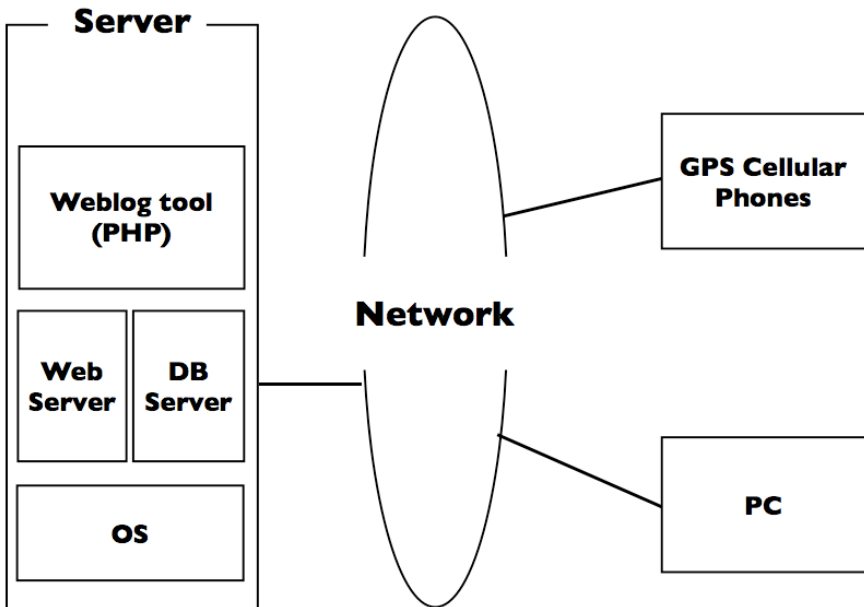 Server
Weblog tool
(PHP)
Web
Server
DB
Server
OS
Network
GPS Cellular
Phones
PC